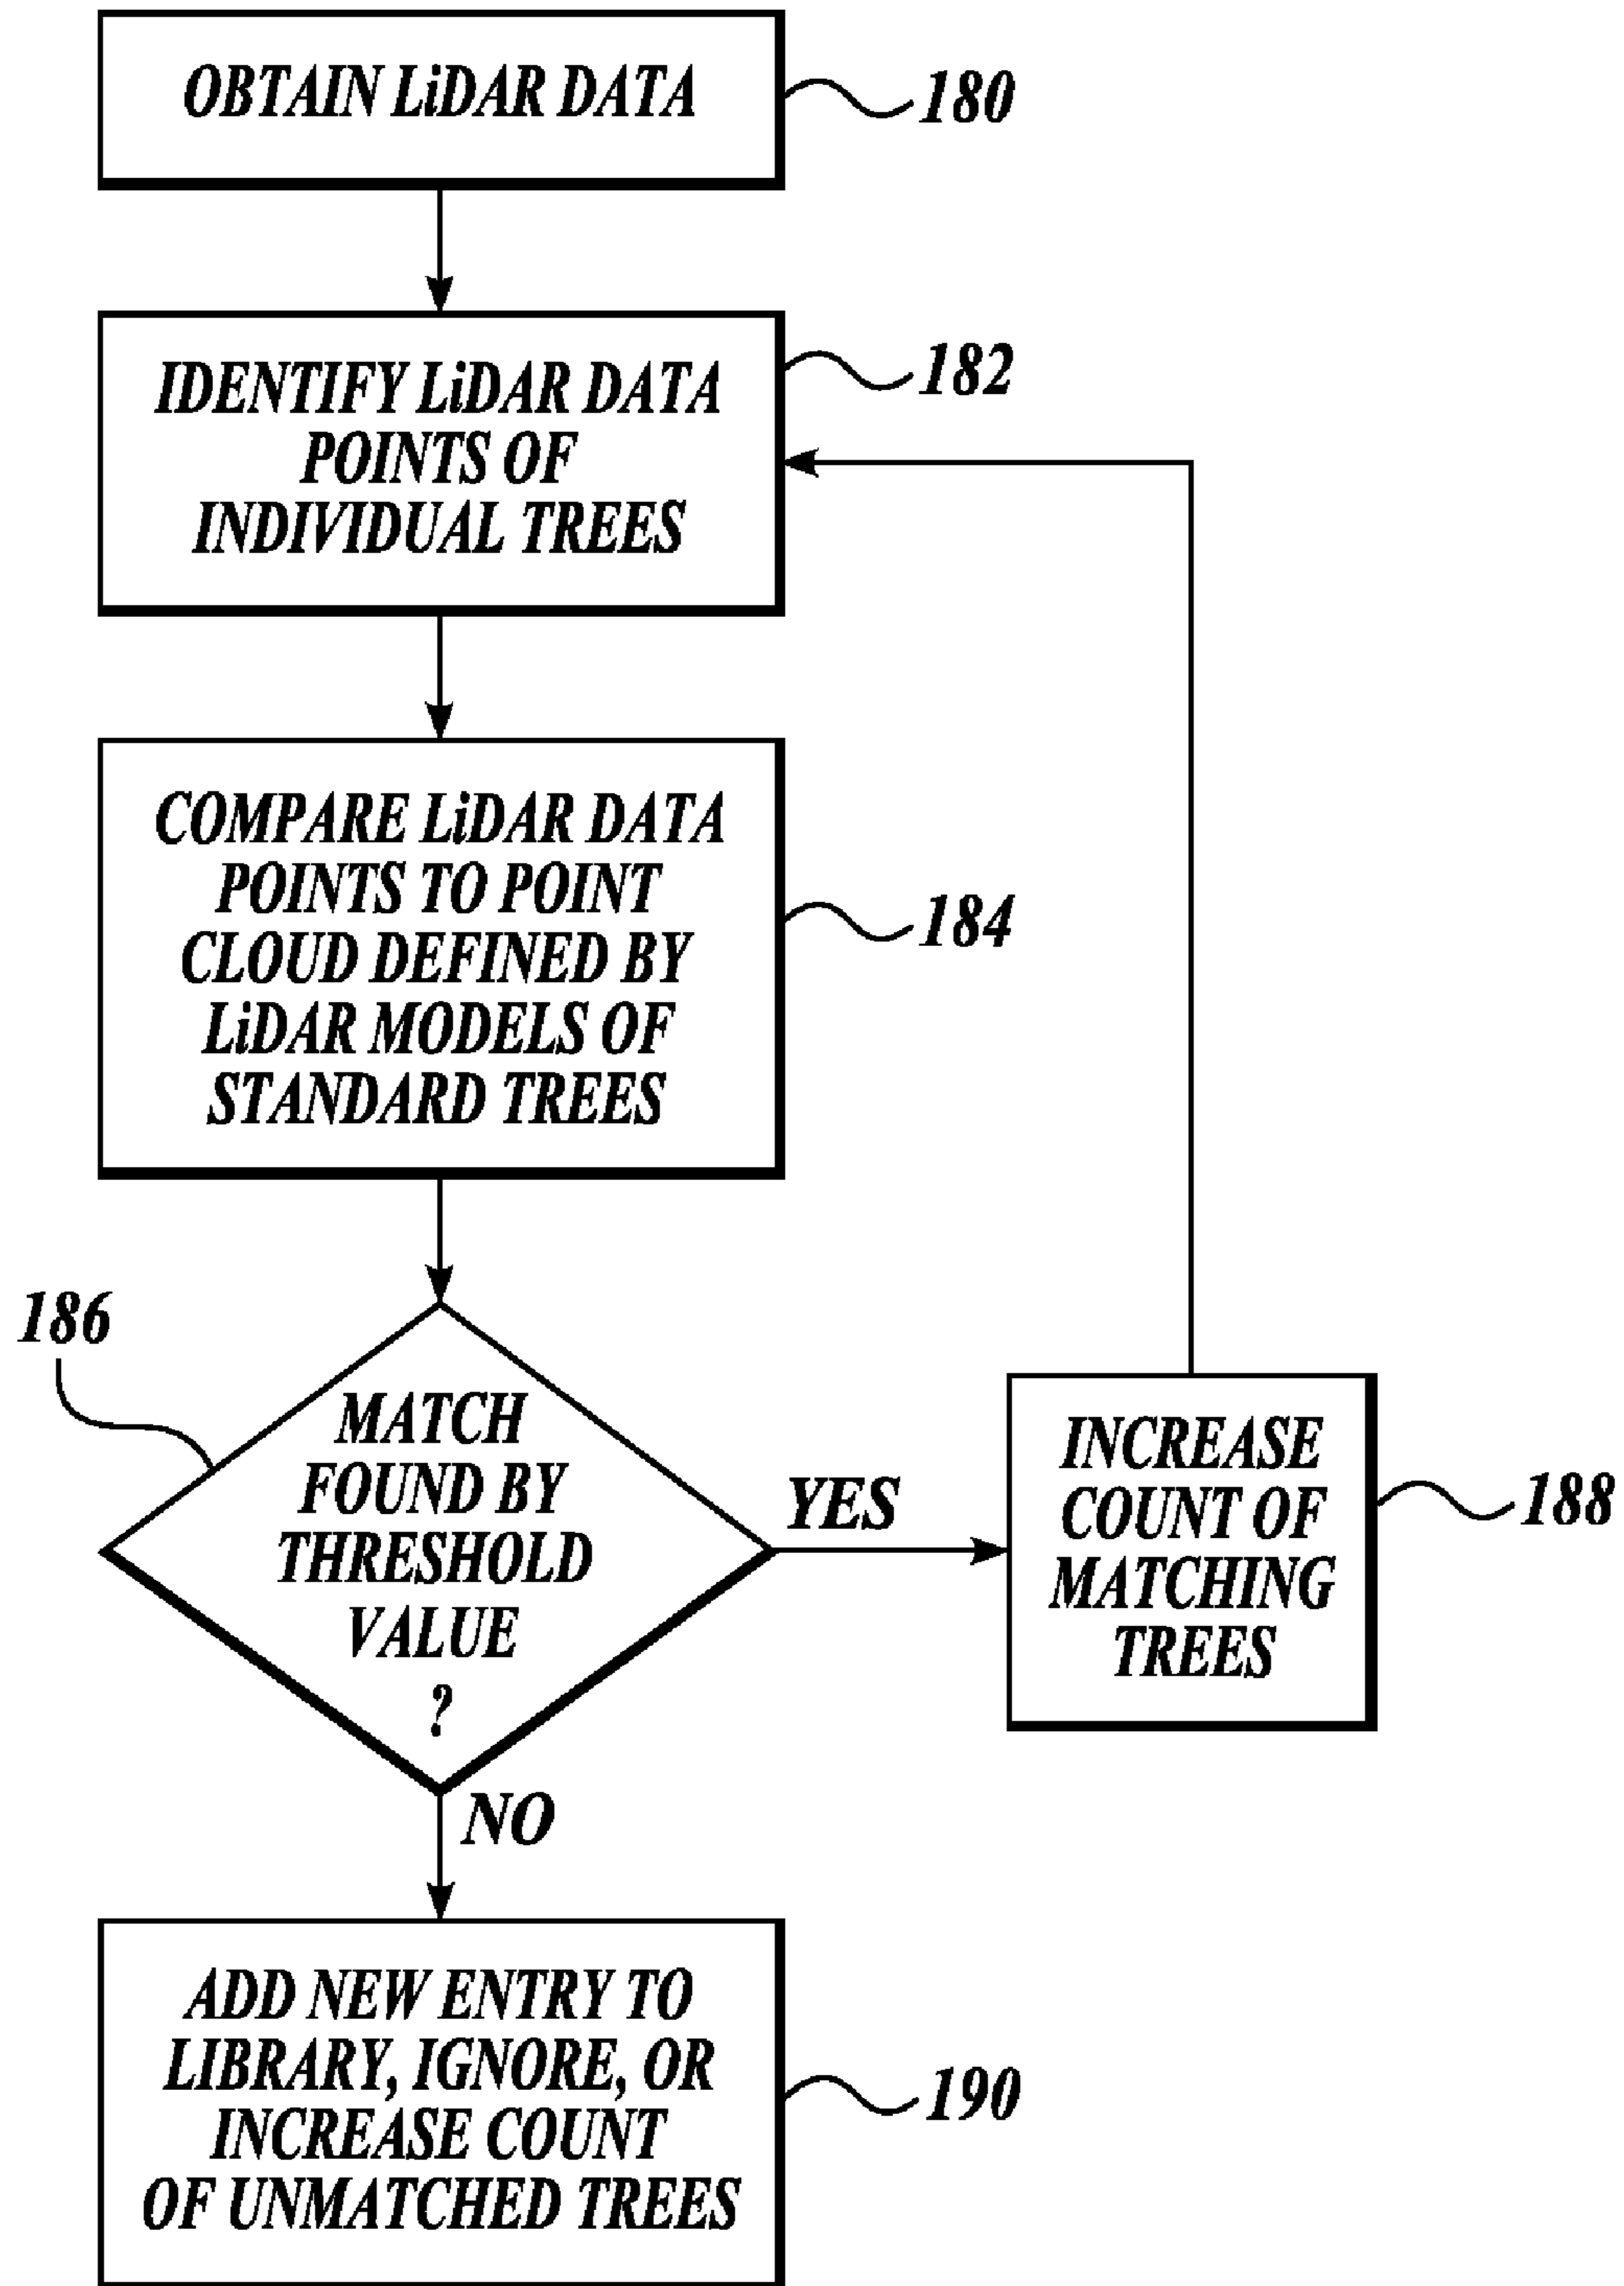 OBTAIN LiDAR DATA
180
IDENTIFY LiDAR DATA
POINTS OF
INDIVIDUAL TREES
182
COMPARE LiDAR DATA
POINTS TO POINT
CLOUD DEFINED BY
LiDAR MODELS OF
STANDARD TREES
184
186
MATCH
FOUND BY
THRESHOLD
VALUE
?
YES
INCREASE
COUNT OF
MATCHING
TREES
188
NO
ADD NEW ENTRY TO
LIBRARY, IGNORE, OR
INCREASE COUNT
OF UNMATCHED TREES
190